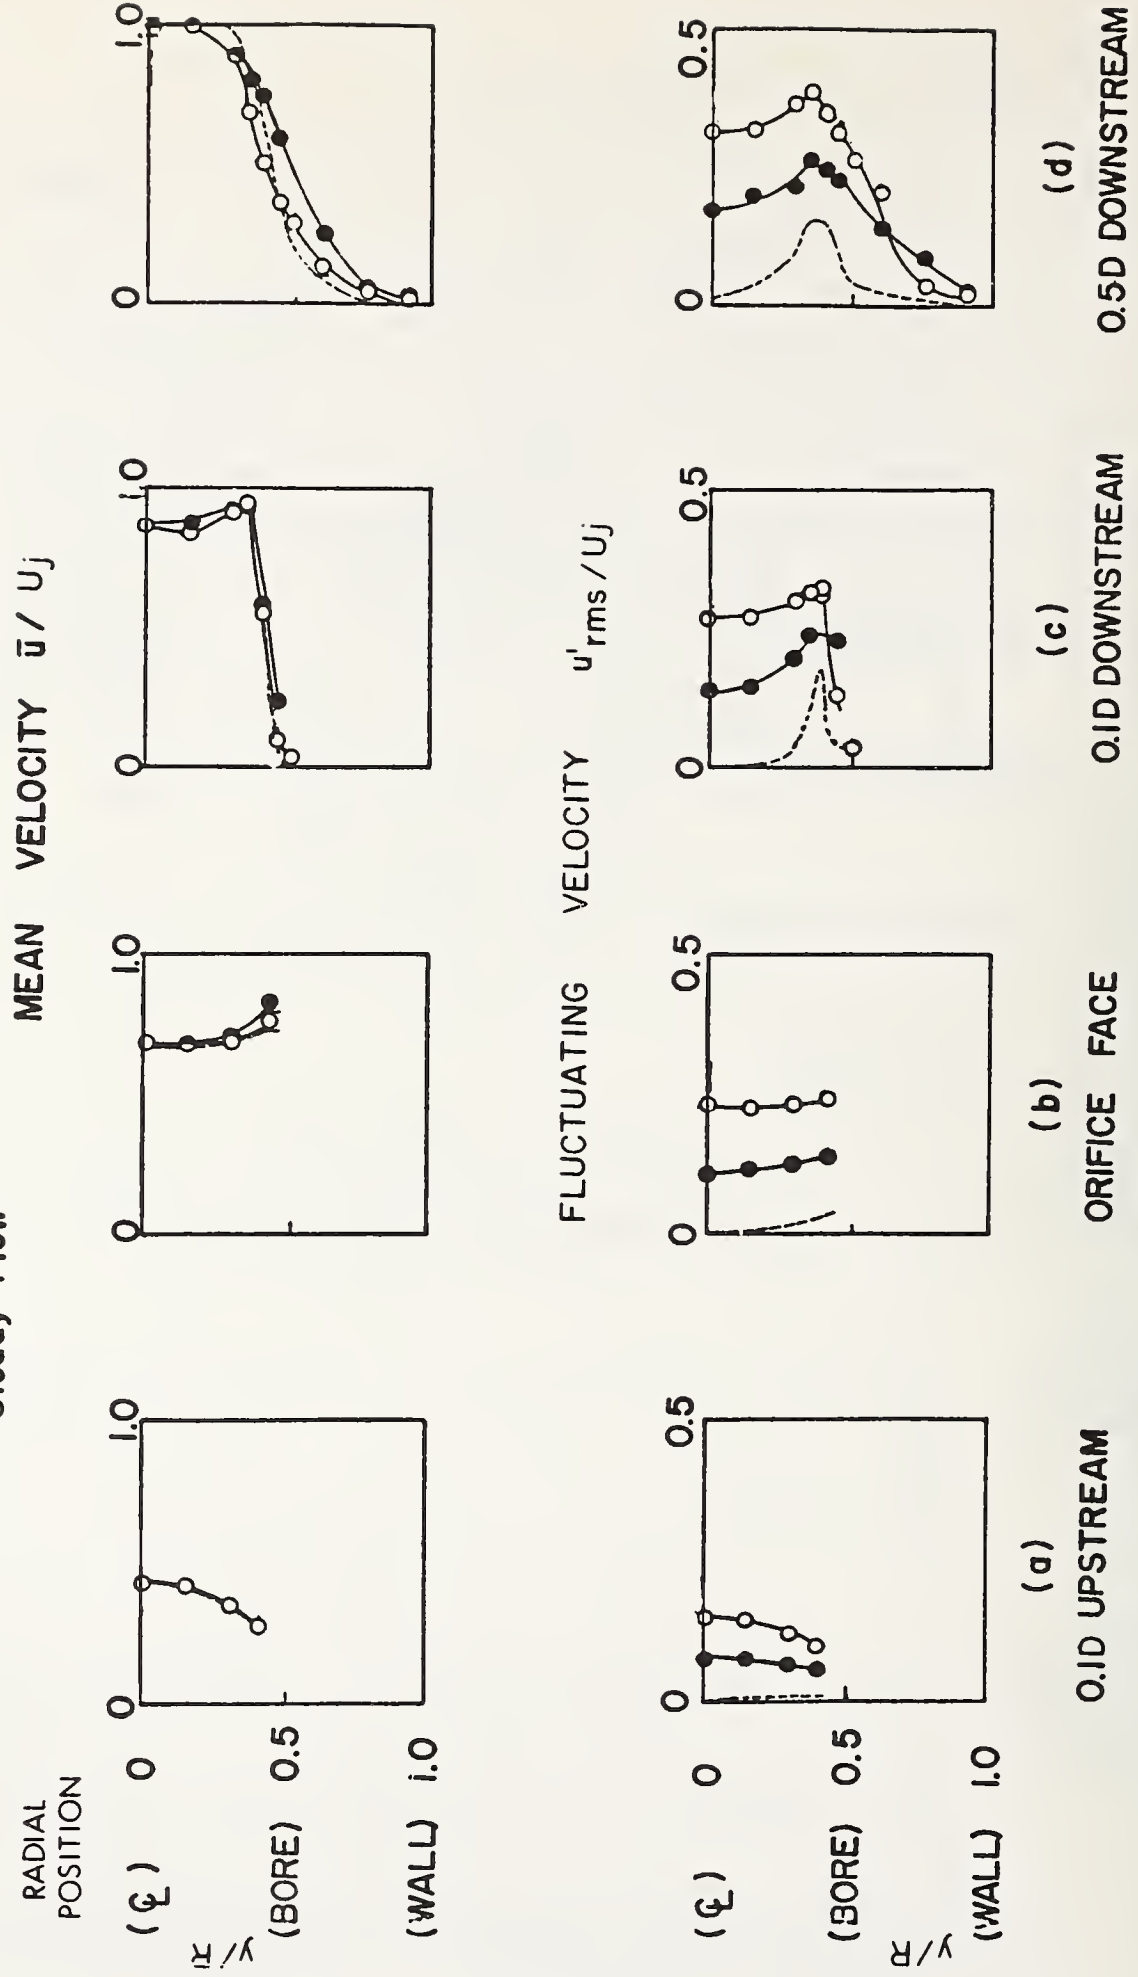 MEAN VELOCITY ū / Uj
RADIAL
POSITION
0 1.0
0 1.0
0 1.0
0 1.0
(℄) 0
(BORE) 0.5
(WALL) 1.0
y/R
FLUCTUATING VELOCITY u'rms / Uj
0 0.5
0 0.5
0 0.5
0 0.5
(℄) 0
(BORE) 0.5
(WALL) 1.0
y/R
(a)
(b)
(c)
(d)
0.1D UPSTREAM
ORIFICE FACE
0.1D DOWNSTREAM
0.5D DOWNSTREAM